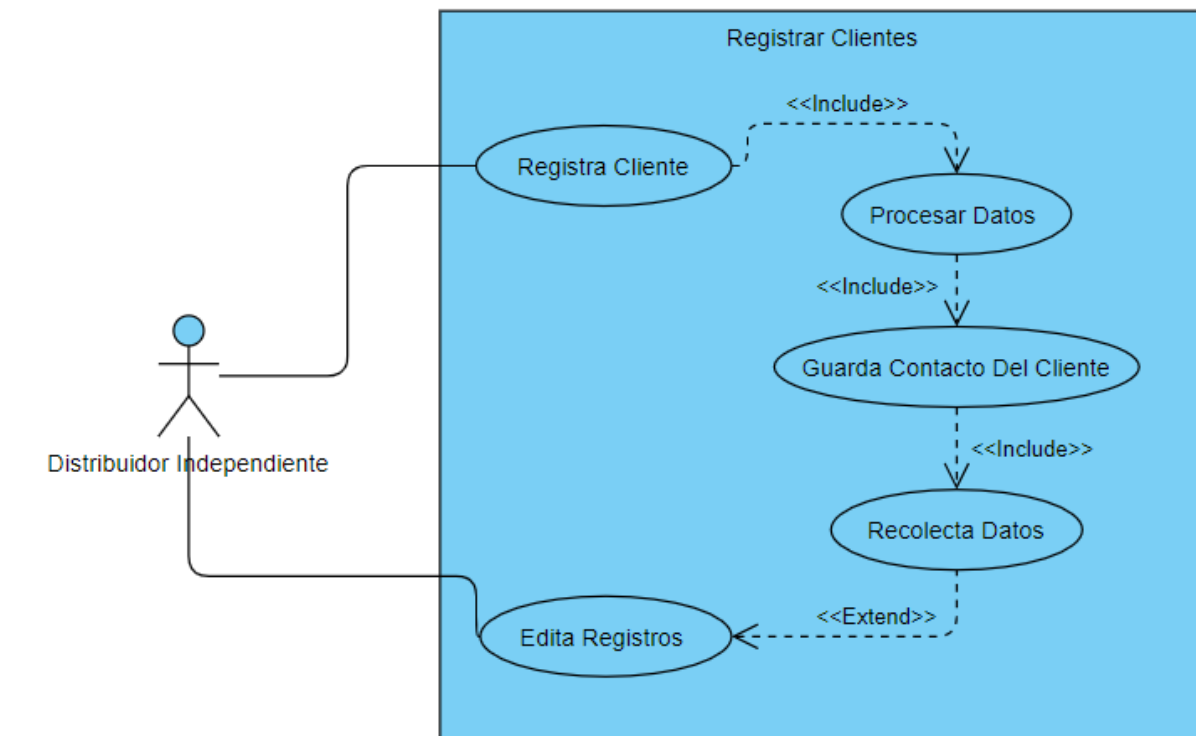 Registrar Clientes
<<Include>>
Registra Cliente
Procesar Datos
<<Include>>
Guarda Contacto Del Cliente
<<Include>>
Distribuidor Independiente
Recolecta Datos
<<Extend>>
Edita Registros